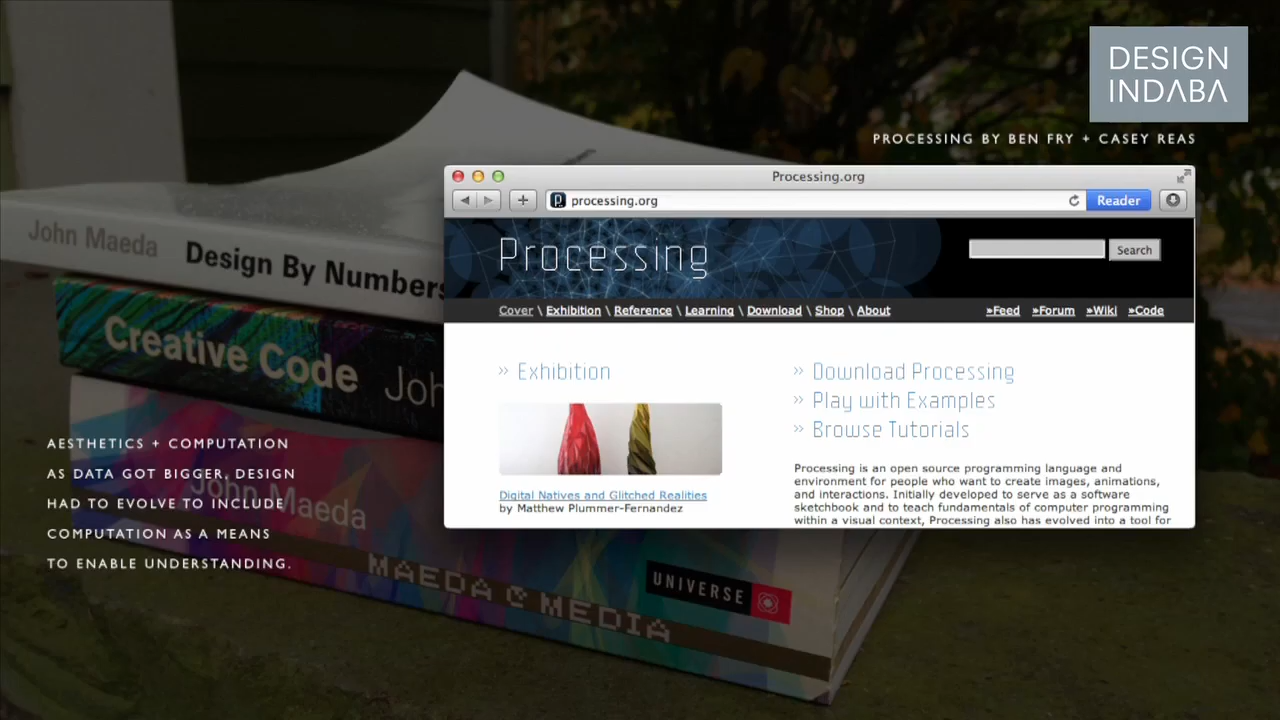 DESIGN
INDABA
PROCESSING BY BEN FRY + CASEY REAS
Processing.org
processing.org
Reader
Processing
Search
Cover \ Exhibition \ Reference \ Learning \ Download \ Shop \ About
»Feed »Forum »Wiki »Code
» Exhibition
» Download Processing
» Play with Examples
» Browse Tutorials
Digital Natives and Glitched Realities
by Matthew Plummer-Fernandez
Processing is an open source programming language and
environment for people who want to create images, animations,
and interactions. Initially developed to serve as a software
sketchbook and to teach fundamentals of computer programming
within a visual context, Processing also has evolved into a tool for
John Maeda Design By Numbers
Creative Code Joh
John Maeda
MAEDA @ MEDIA
UNIVERSE
AESTHETICS + COMPUTATION
AS DATA GOT BIGGER, DESIGN
HAD TO EVOLVE TO INCLUDE
COMPUTATION AS A MEANS
TO ENABLE UNDERSTANDING.